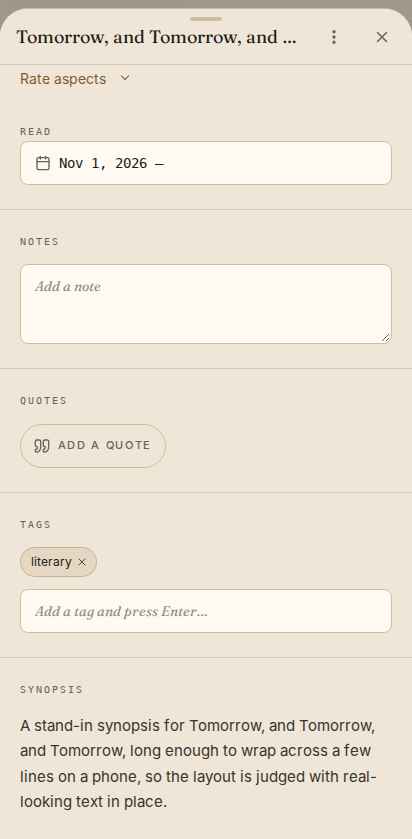 Tomorrow, and Tomorrow, and ...
Rate aspects
READ
Nov 1, 2026 —
NOTES
Add a note
QUOTES
ADD A QUOTE
TAGS
literary
Add a tag and press Enter...
SYNOPSIS
A stand-in synopsis for Tomorrow, and Tomorrow,
and Tomorrow, long enough to wrap across a few
lines on a phone, so the layout is judged with real-
looking text in place.